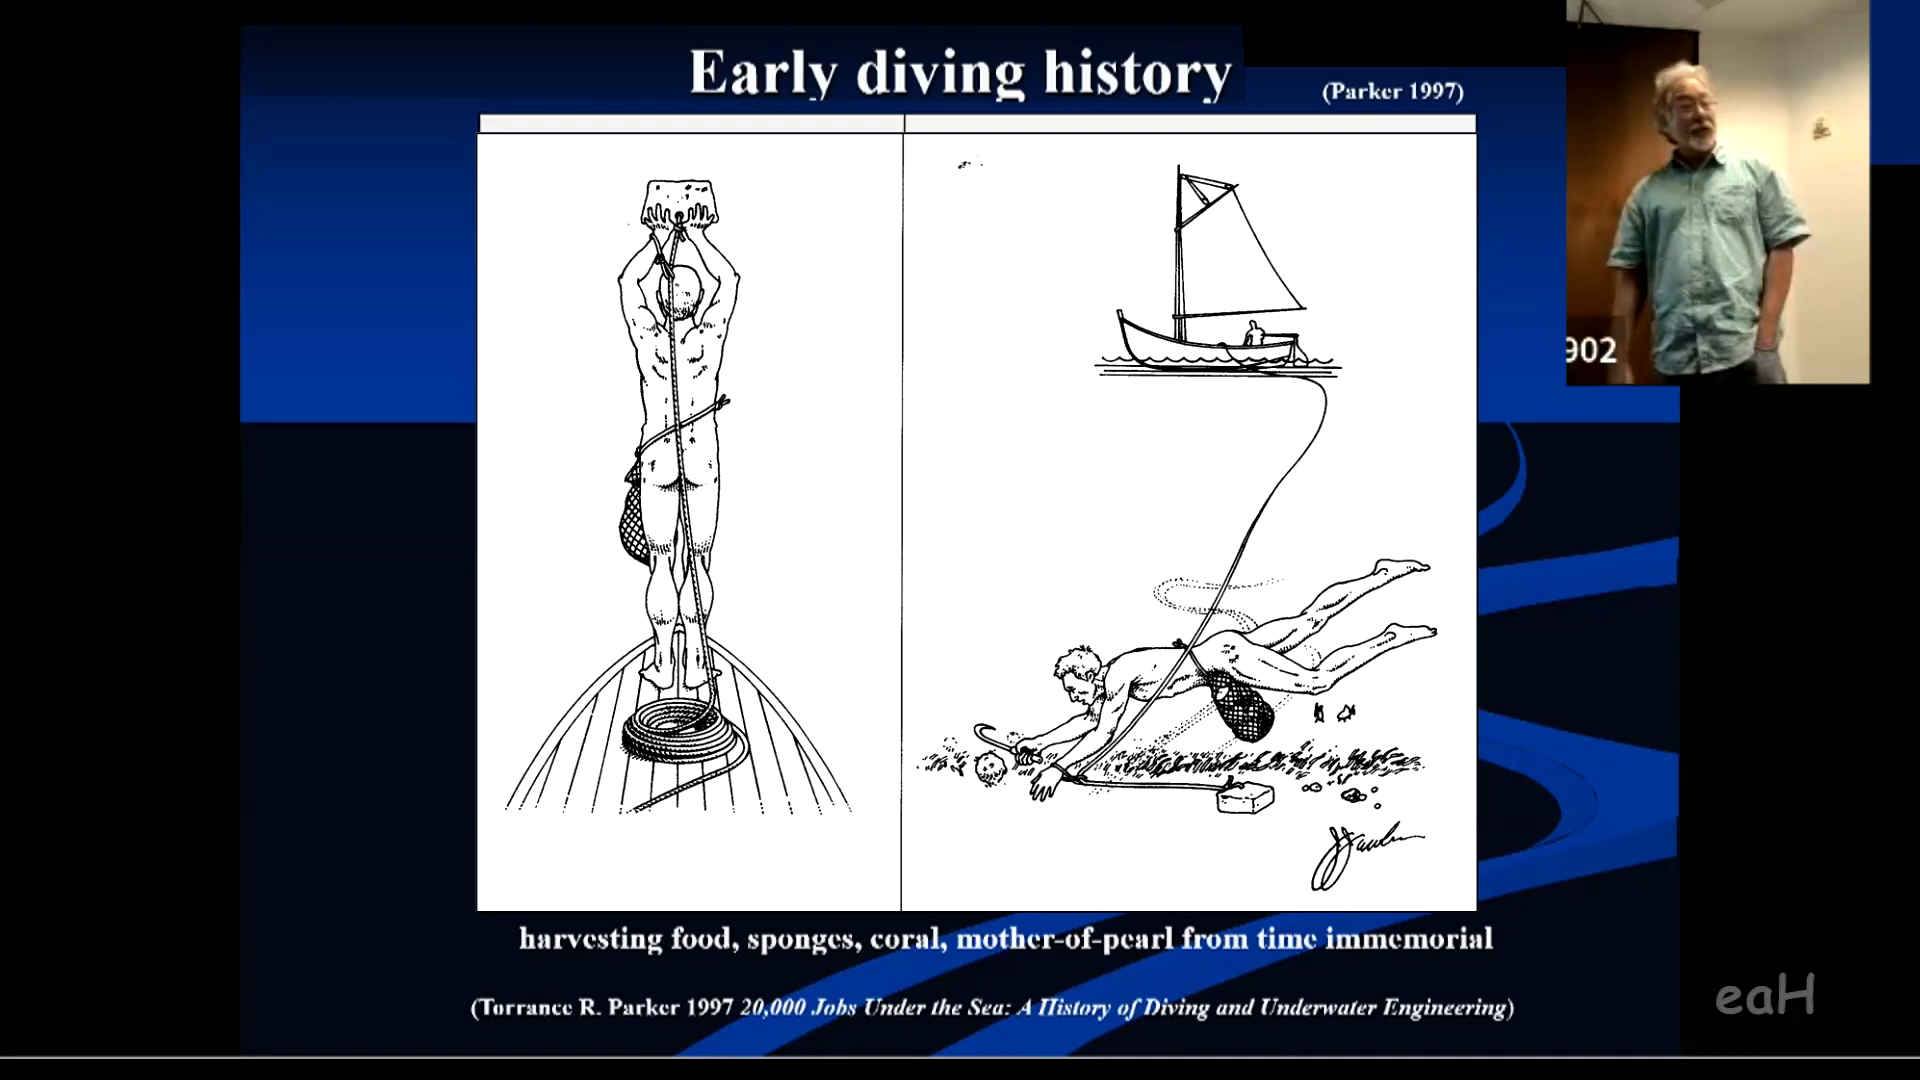 Early diving history
(Parker 1997)
902
harvesting food, sponges, coral, mother-of-pearl from time immemorial
(Torrance R. Parker 1997 20,000 Jobs Under the Sea: A History of Diving and Underwater Engineering)
eaH